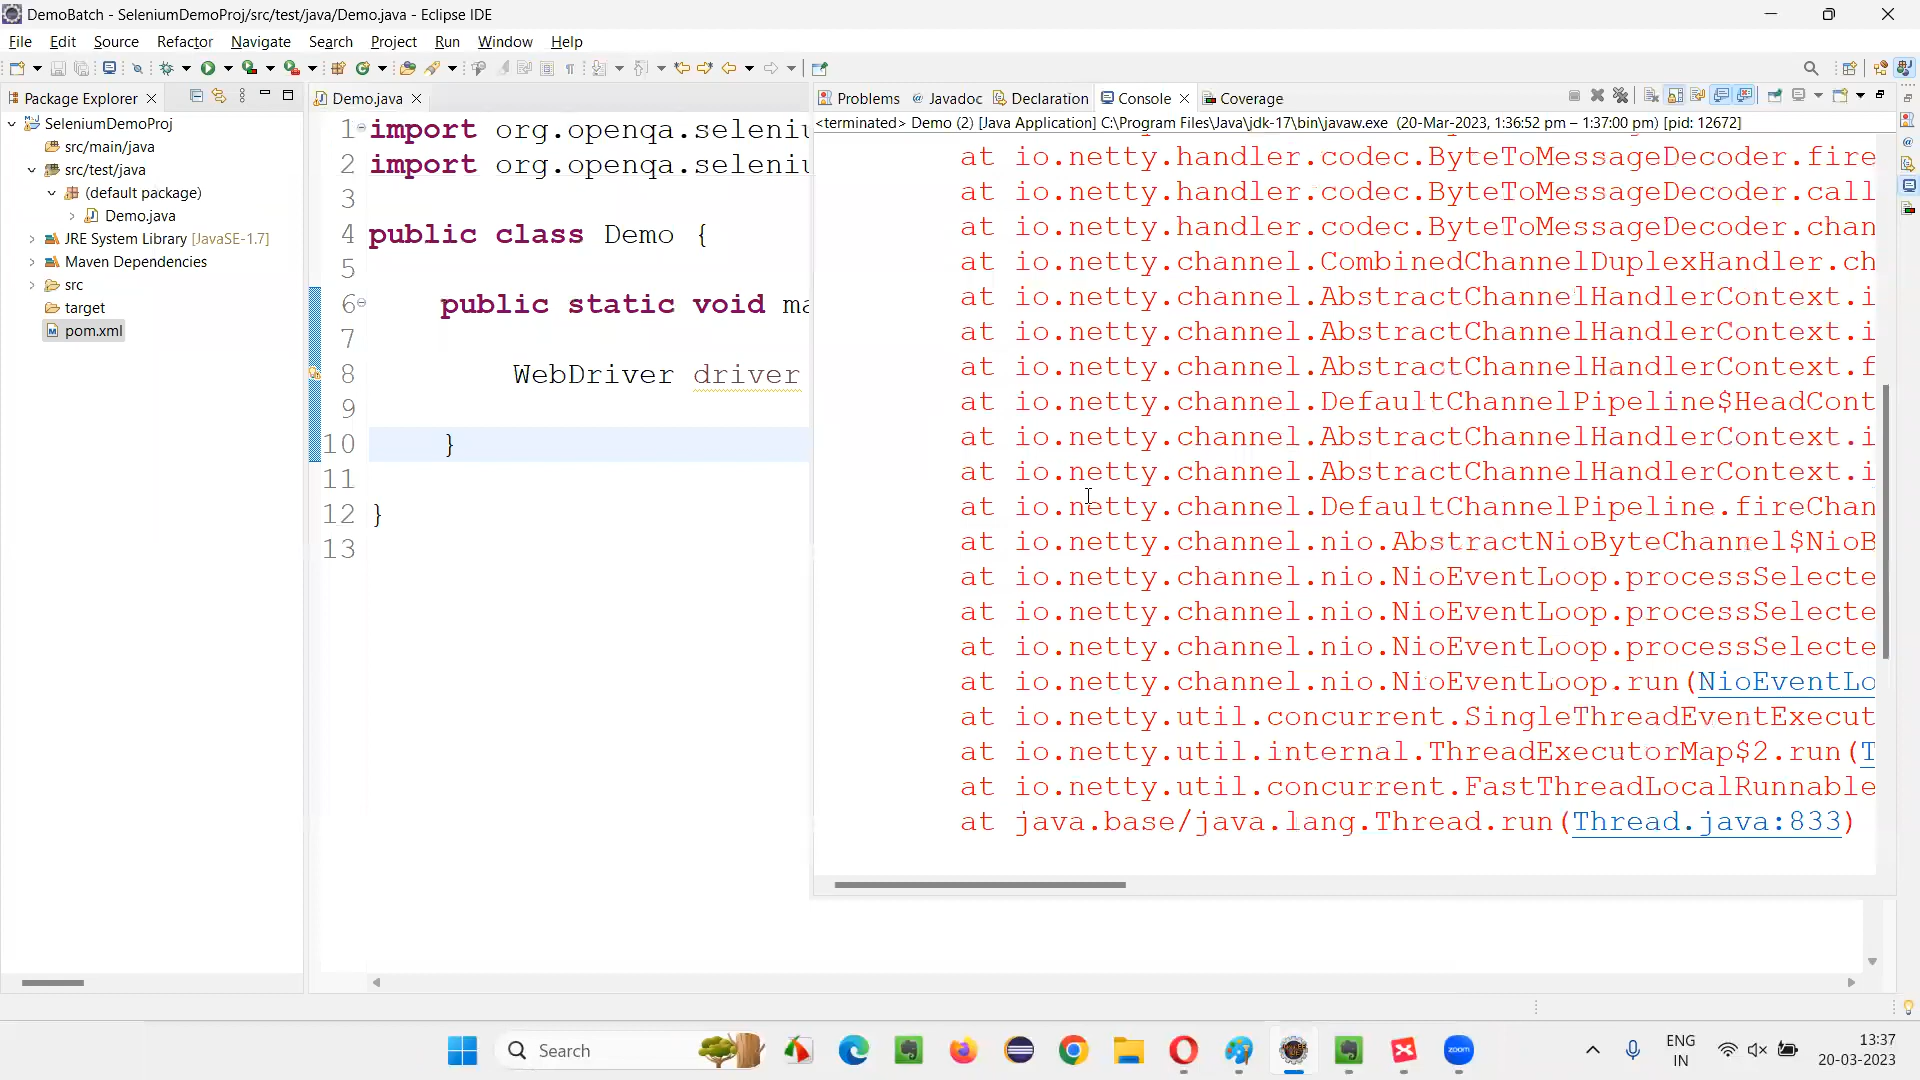 DemoBatch - SeleniumDemoProj/src/test/java/Demo.java - Eclipse IDE
File Edit Source Refactor Navigate Search Project Run Window Help
Package Explorer
SeleniumDemoProj
src/main/java
src/test/java
(default package)
Demo.java
JRE System Library [JavaSE-1.7]
Maven Dependencies
src
target
pom.xml
Demo.java
1 import org.openqa.seleniu
2 import org.openqa.seleniu
3
4 public class Demo {
5
6 public static void ma
7
8 WebDriver driver
9
10 }
11
12 }
13
Problems Javadoc Declaration Console Coverage
<terminated> Demo (2) [Java Application] C:\Program Files\Java\jdk-17\bin\javaw.exe (20-Mar-2023, 1:36:52 pm – 1:37:00 pm) [pid: 12672]
at io.netty.handler.codec.ByteToMessageDecoder.fire
at io.netty.handler.codec.ByteToMessageDecoder.call
at io.netty.handler.codec.ByteToMessageDecoder.chan
at io.netty.channel.CombinedChannelDuplexHandler.ch
at io.netty.channel.AbstractChannelHandlerContext.i
at io.netty.channel.AbstractChannelHandlerContext.i
at io.netty.channel.AbstractChannelHandlerContext.f
at io.netty.channel.DefaultChannelPipeline$HeadCont
at io.netty.channel.AbstractChannelHandlerContext.i
at io.netty.channel.AbstractChannelHandlerContext.i
at io.netty.channel.DefaultChannelPipeline.fireChan
at io.netty.channel.nio.AbstractNioByteChannel$NioB
at io.netty.channel.nio.NioEventLoop.processSelecte
at io.netty.channel.nio.NioEventLoop.processSelecte
at io.netty.channel.nio.NioEventLoop.processSelecte
at io.netty.channel.nio.NioEventLoop.run(NioEventLo
at io.netty.util.concurrent.SingleThreadEventExecut
at io.netty.util.internal.ThreadExecutorMap$2.run(T
at io.netty.util.concurrent.FastThreadLocalRunnable
at java.base/java.lang.Thread.run(Thread.java:833)
Search
zoom
ENG
IN
13:37
20-03-2023